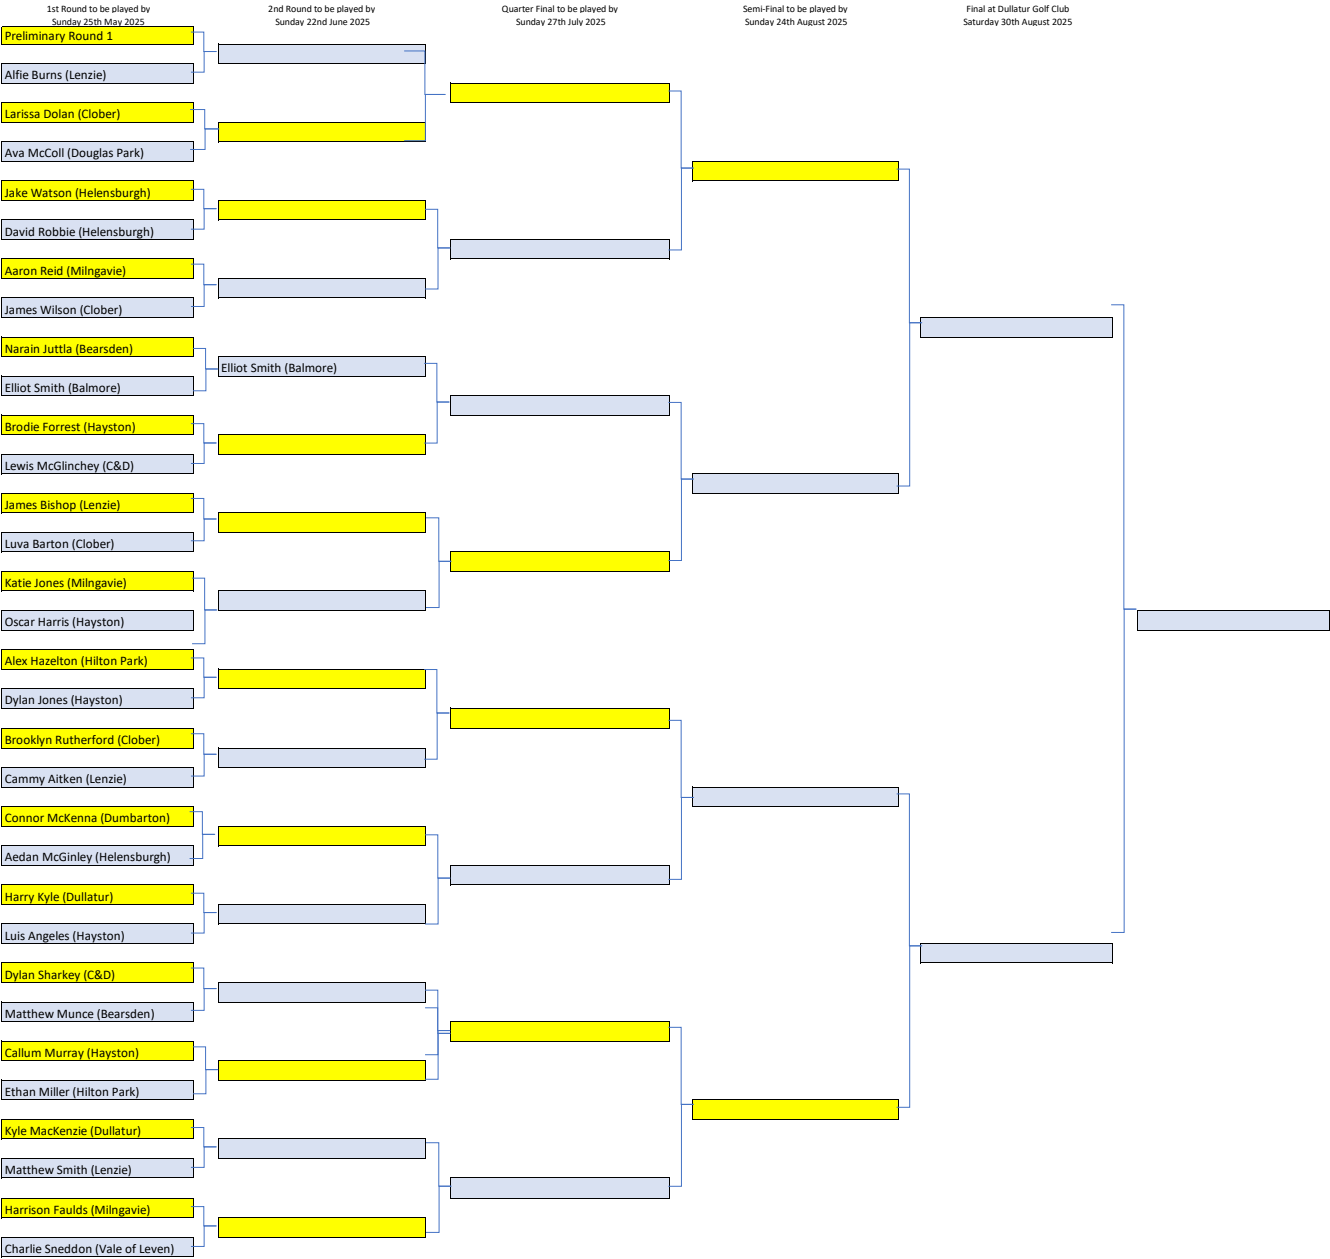 1st Round to be played by
Sunday 25th May 2025
2nd Round to be played by
Sunday 22nd June 2025
Quarter Final to be played by
Sunday 27th July 2025
Semi-Final to be played by
Sunday 24th August 2025
Final at Dullatur Golf Club
Saturday 30th August 2025
Preliminary Round 1
Alfie Burns (Lenzie)
Larissa Dolan (Clober)
Ava McColl (Douglas Park)
Jake Watson (Helensburgh)
David Robbie (Helensburgh)
Aaron Reid (Milngavie)
James Wilson (Clober)
Narain Juttla (Bearsden)
Elliot Smith (Balmore)
Elliot Smith (Balmore)
Brodie Forrest (Hayston)
Lewis McGlinchey (C&D)
James Bishop (Lenzie)
Luva Barton (Clober)
Katie Jones (Milngavie)
Oscar Harris (Hayston)
Alex Hazelton (Hilton Park)
Dylan Jones (Hayston)
Brooklyn Rutherford (Clober)
Cammy Aitken (Lenzie)
Connor McKenna (Dumbarton)
Aedan McGinley (Helensburgh)
Harry Kyle (Dullatur)
Luis Angeles (Hayston)
Dylan Sharkey (C&D)
Matthew Munce (Bearsden)
Callum Murray (Hayston)
Ethan Miller (Hilton Park)
Kyle MacKenzie (Dullatur)
Matthew Smith (Lenzie)
Harrison Faulds (Milngavie)
Charlie Sneddon (Vale of Leven)